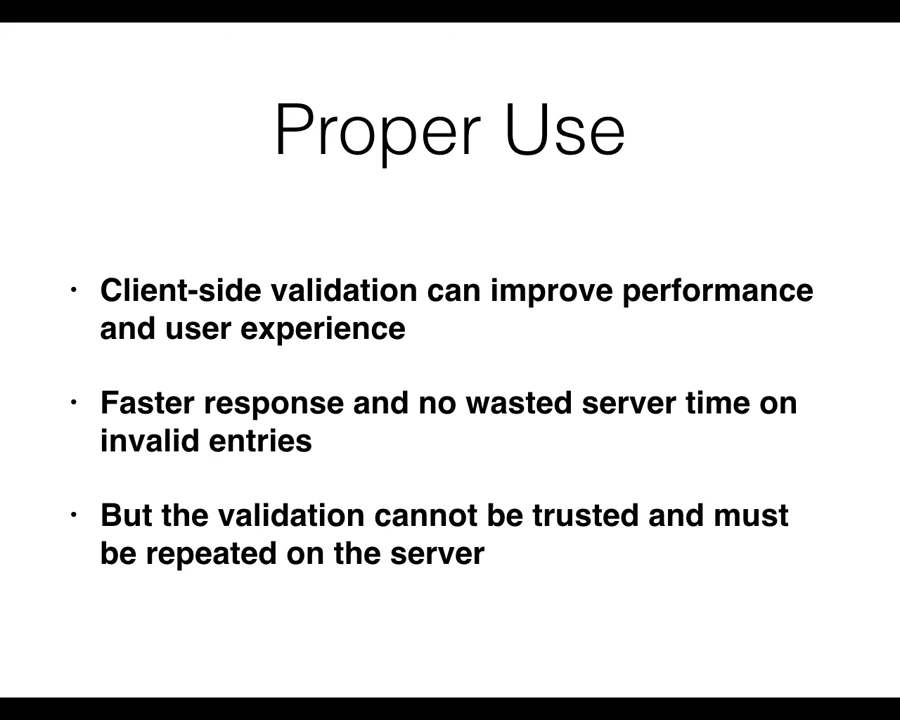 Proper Use
· Client-side validation can improve performance
and user experience
· Faster response and no wasted server time on
invalid entries
· But the validation cannot be trusted and must
be repeated on the server